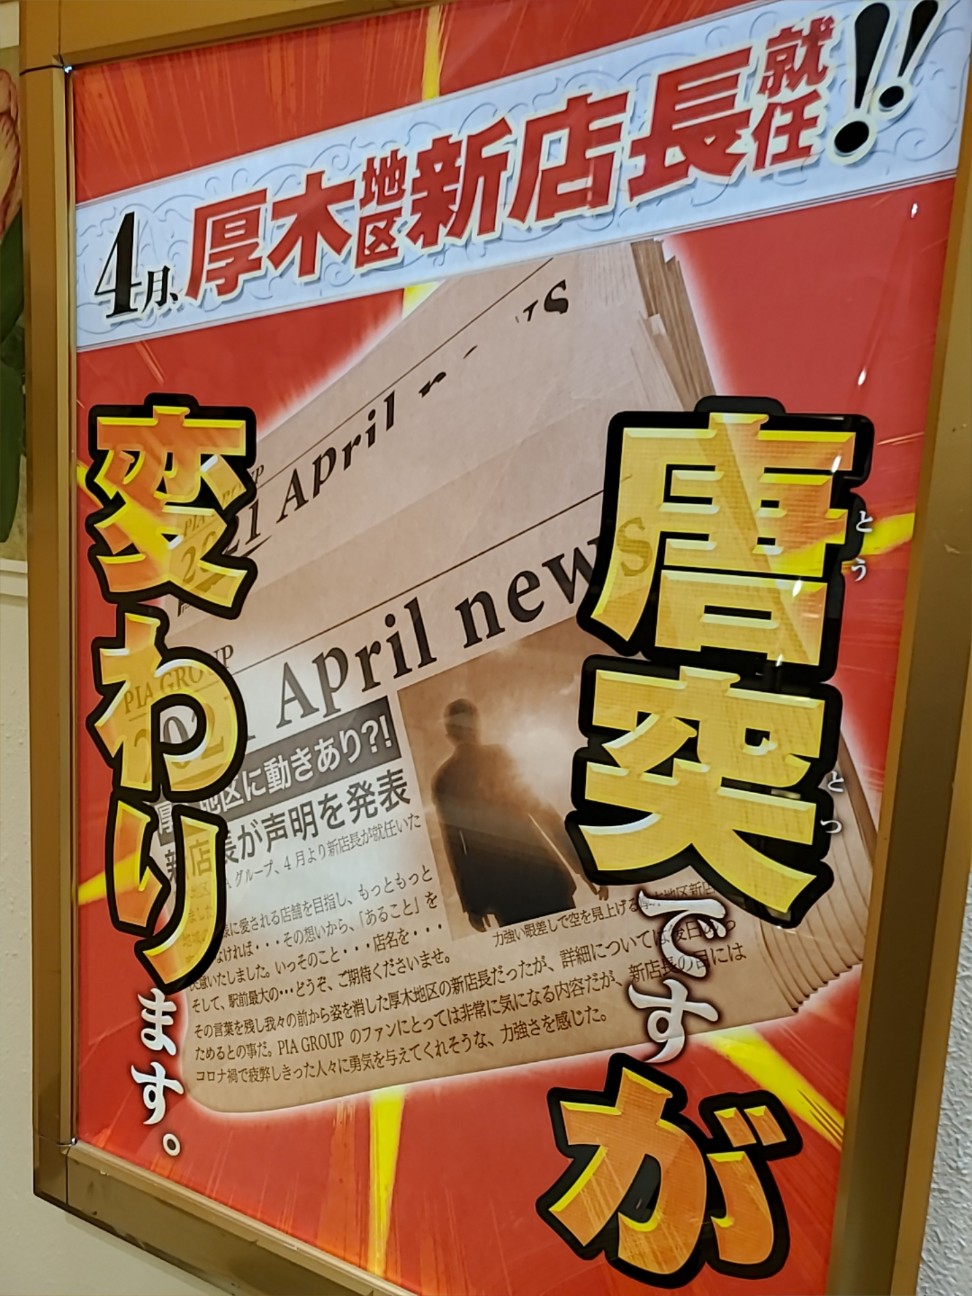 4月、厚木地区新店長就任!!
唐突ですが
とう
とつ
変わります。
April
2021 April
PIA GROUP
April news
地区に動きあり?!
新店長が声明を発表
グループ、4月より新店長が就任いた
に愛される店舗を目指し、もっともっと
なければ・・・その想いから、「あること」を
いたしました。いっそのこと・・・店名を・・・
そして、駅前最大の…どうぞ、ご期待くださいませ。
その言葉を残し我々の前から姿を消した厚木地区の新店長だったが、詳細については後日
ためるとの事だ。PIA GROUP のファンにとっては非常に気になる内容だが、新店長の目には
コロナ禍で疲弊しきった人々に勇気を与えてくれそうな、力強さを感じた。
力強い眼差しで空を見上げる